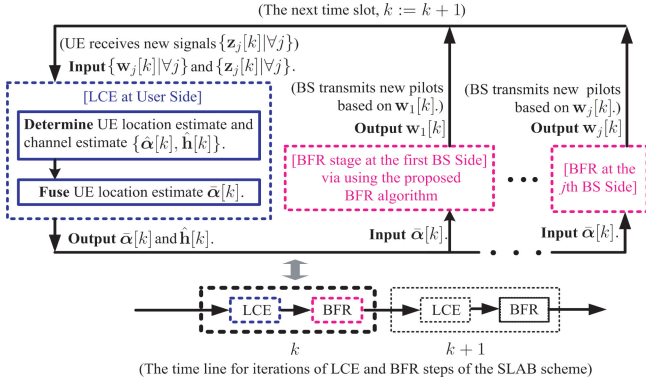 (The next time slot, k := k + 1)
(UE receives new signals {z_j[k]|∀j})
Input {w_j[k]|∀j} and {z_j[k]|∀j}.
[LCE at User Side]
Determine UE location estimate and
channel estimate {α̂[k], ĥ[k]}.
Fuse UE location estimate ᾱ[k].
Output ᾱ[k] and ĥ[k].
(BS transmits new pilots
based on w_1[k].)
Output w_1[k]
[BFR stage at the first BS Side]
via using the proposed
BFR algorithm
Input ᾱ[k].
(BS transmits new pilots
based on w_j[k].)
Output w_j[k]
[BFR at the
jth BS Side]
Input ᾱ[k].
LCE
BFR
LCE
BFR
k
k + 1
(The time line for iterations of LCE and BFR steps of the SLAB scheme)